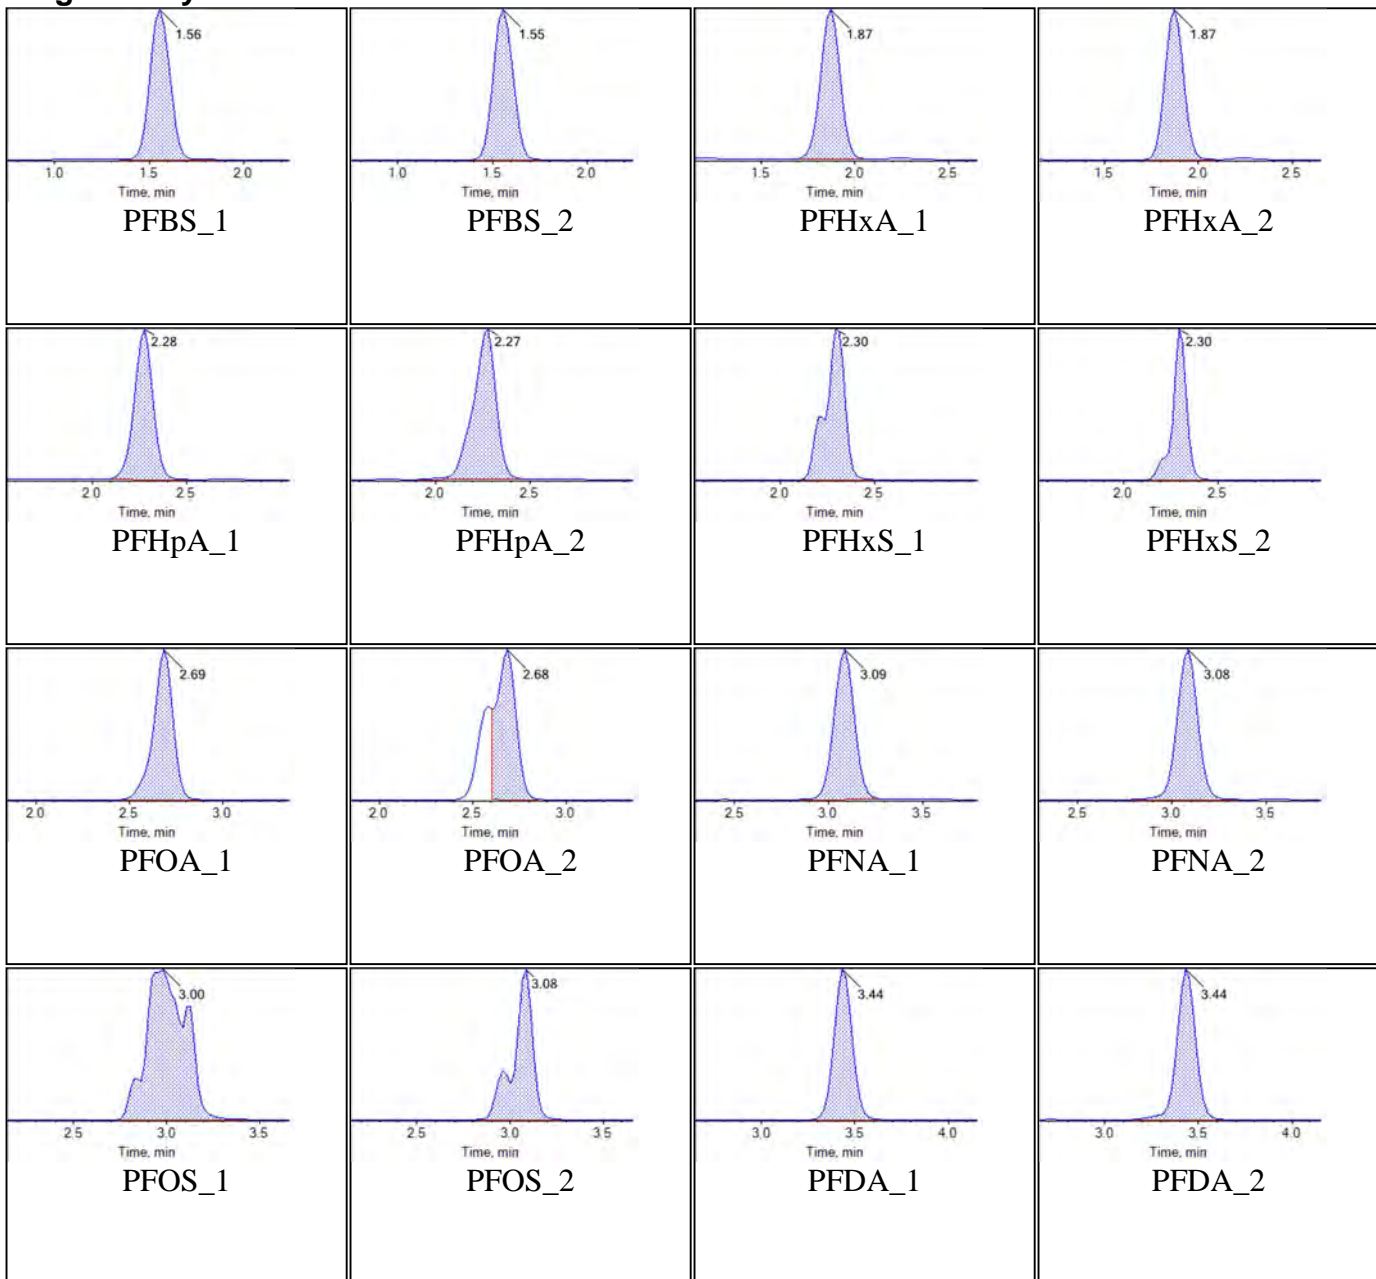 1.56 1.55 1.87 1.87
1.0 1.5 2.0 1.0 1.5 2.0 1.5 2.0 2.5 1.5 2.0 2.5
Time, min Time, min Time, min Time, min
PFBS_1 PFBS_2 PFHxA_1 PFHxA_2
2.28 2.27 2.30 2.30
2.0 2.5 2.0 2.5 2.0 2.5 2.0 2.5
Time, min Time, min Time, min Time, min
PFHpA_1 PFHpA_2 PFHxS_1 PFHxS_2
2.69 2.68 3.09 3.08
2.0 2.5 3.0 2.0 2.5 3.0 2.5 3.0 3.5 2.5 3.0 3.5
Time, min Time, min Time, min Time, min
PFOA_1 PFOA_2 PFNA_1 PFNA_2
3.00 3.08 3.44 3.44
2.5 3.0 3.5 2.5 3.0 3.5 3.0 3.5 4.0 3.0 3.5 4.0
Time, min Time, min Time, min Time, min
PFOS_1 PFOS_2 PFDA_1 PFDA_2